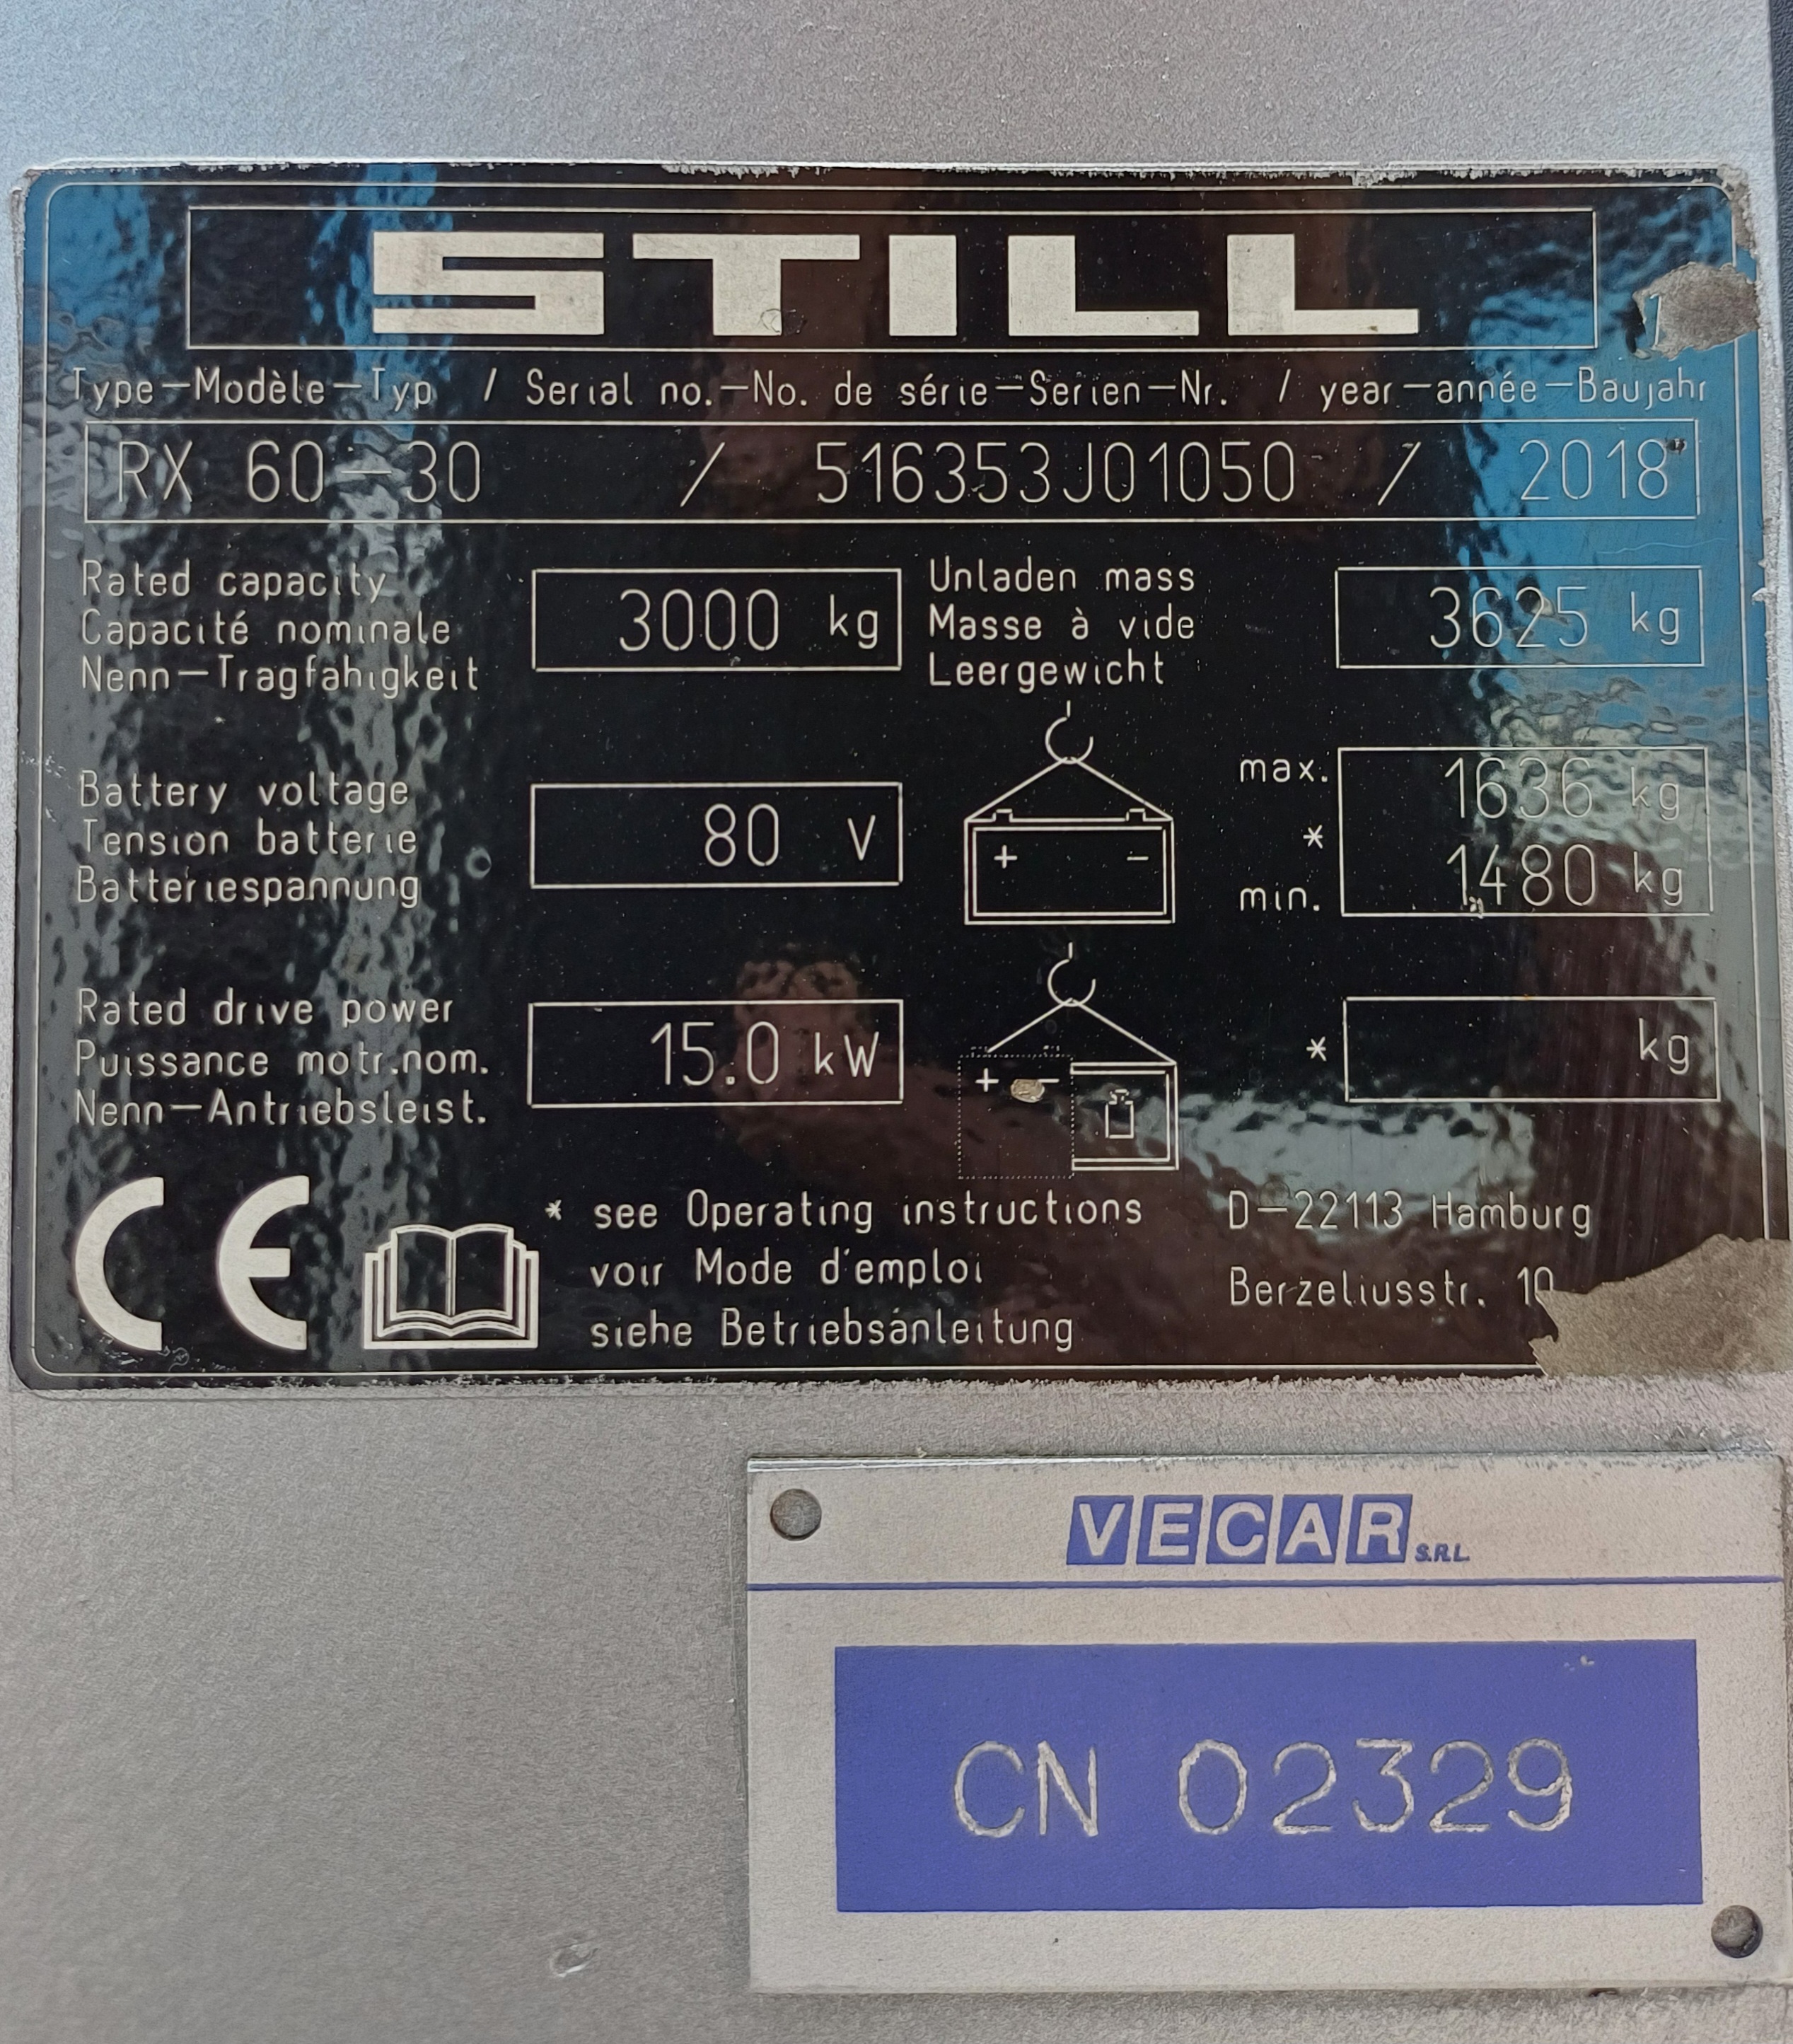 STILL
Type-Modèle-Typ / Serial no.-No. de série-Serien-Nr. / year-année-Baujahr
RX 60-30 / 516353J01050 / 2018
Rated capacity
Capacité nominale
Nenn-Tragfähigkeit
3000 kg
Unladen mass
Masse à vide
Leergewicht
3625 kg
Battery voltage
Tension batterie
Batteriespannung
80 V
+ -
max. 1636 kg
*
min. 1480 kg
Rated drive power
Puissance motr.nom.
Nenn-Antriebsleist.
15.0 kW
+ -
* kg
CE
* see Operating instructions
voir Mode d'emploi
siehe Betriebsánleitung
D-22113 Hamburg
Berzeliusstr. 10
VECAR S.R.L.
CN 02329